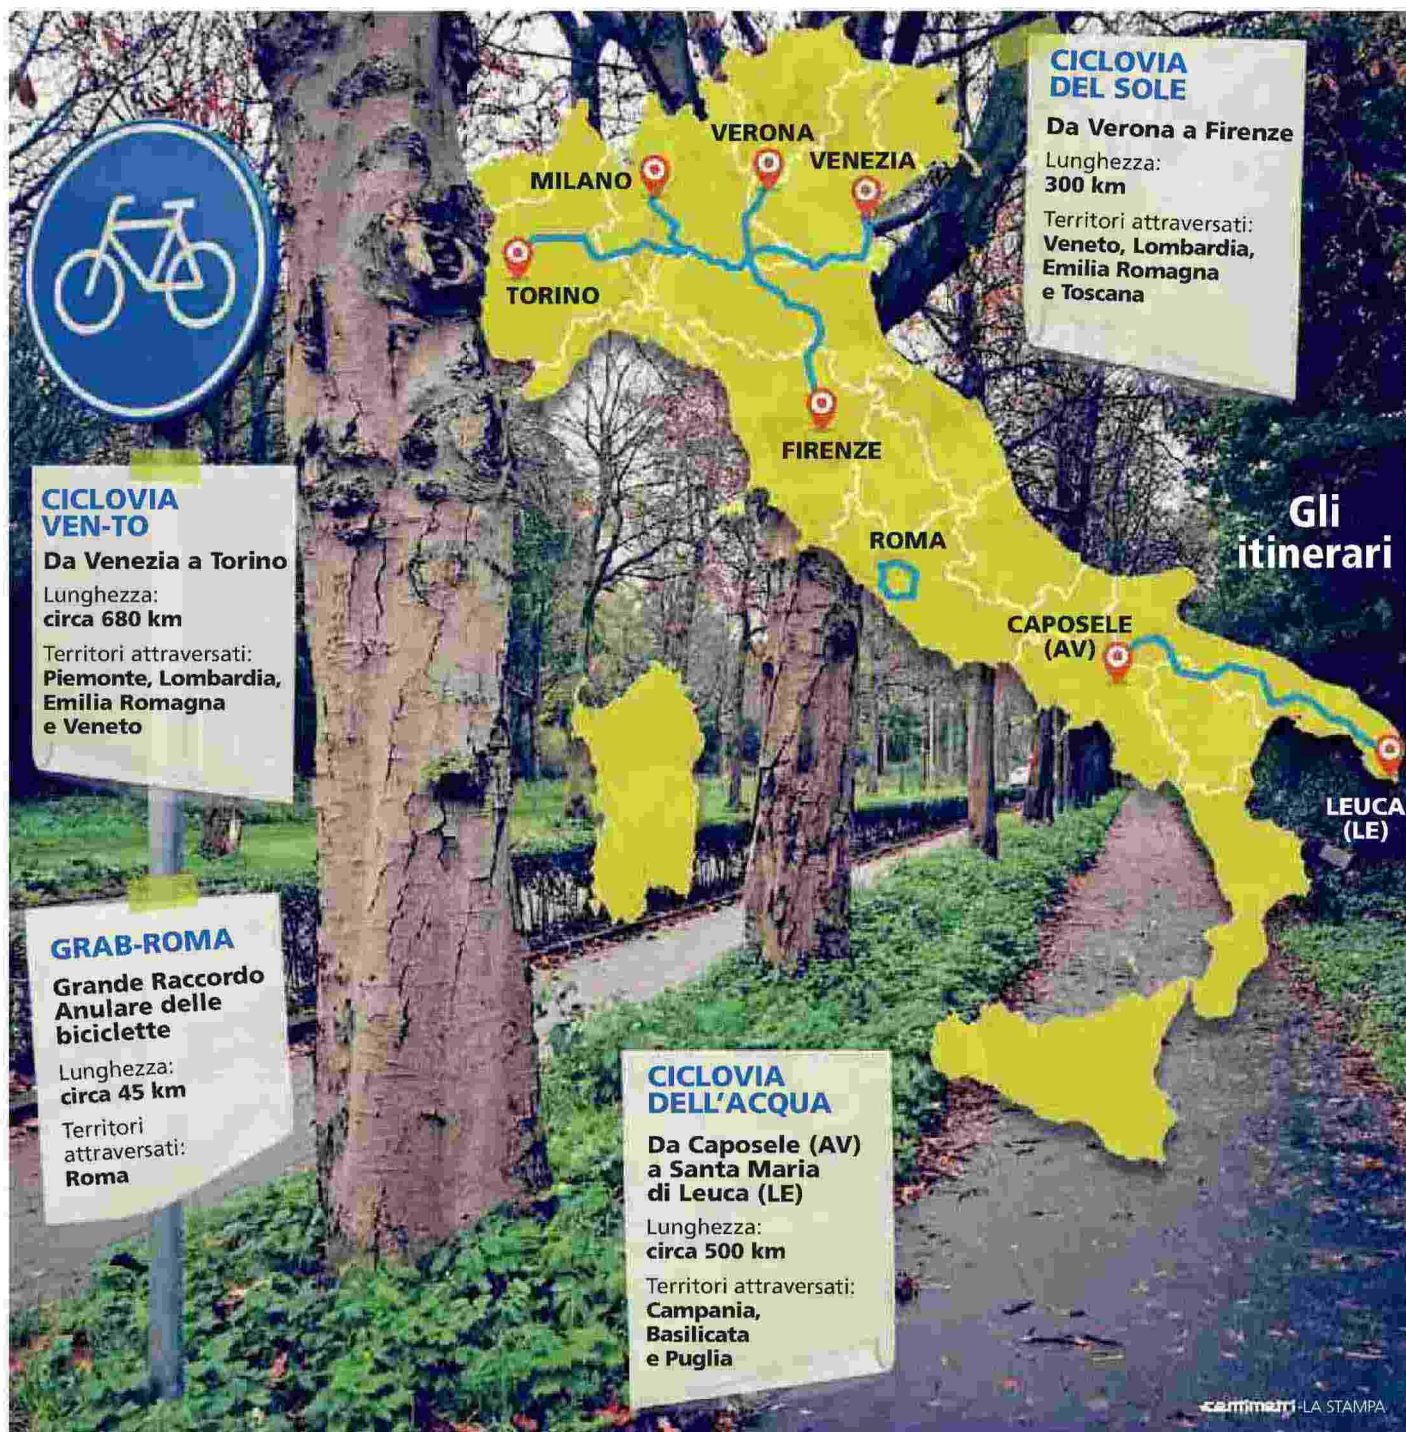 CICLOVIA
DEL SOLE
Da Verona a Firenze
Lunghezza:
300 km
Territori attraversati:
Veneto, Lombardia,
Emilia Romagna
e Toscana
VERONA
VENEZIA
MILANO
TORINO
FIRENZE
ROMA
CAPOSELE
(AV)
LEUCA
(LE)
Gli
itinerari
CICLOVIA
VEN-TO
Da Venezia a Torino
Lunghezza:
circa 680 km
Territori attraversati:
Piemonte, Lombardia,
Emilia Romagna
e Veneto
GRAB-ROMA
Grande Raccordo
Anulare delle
biciclette
Lunghezza:
circa 45 km
Territori
attraversati:
Roma
CICLOVIA
DELL'ACQUA
Da Caposele (AV)
a Santa Maria
di Leuca (LE)
Lunghezza:
circa 500 km
Territori attraversati:
Campania,
Basilicata
e Puglia
centimetri-LA STAMPA